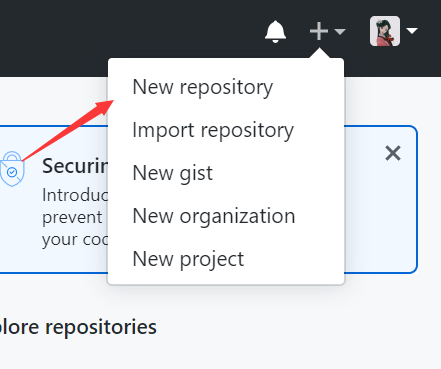 New repository
Import repository
New gist
New organization
New project
Securin
Introduc
prevent
your coc
plore repositories